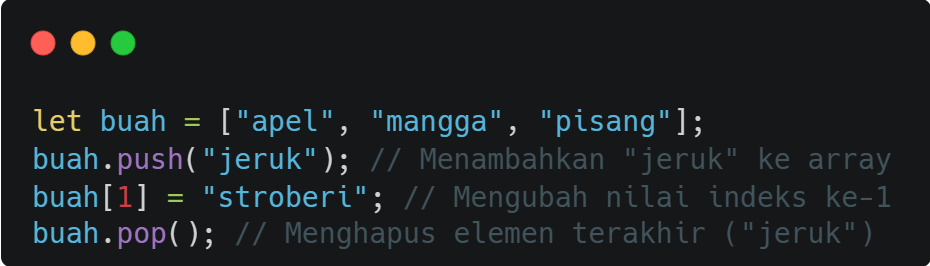 let buah = ["apel", "mangga", "pisang"];
buah.push("jeruk"); // Menambahkan "jeruk" ke array
buah[1] = "stroberi"; // Mengubah nilai indeks ke-1
buah.pop(); // Menghapus elemen terakhir ("jeruk")